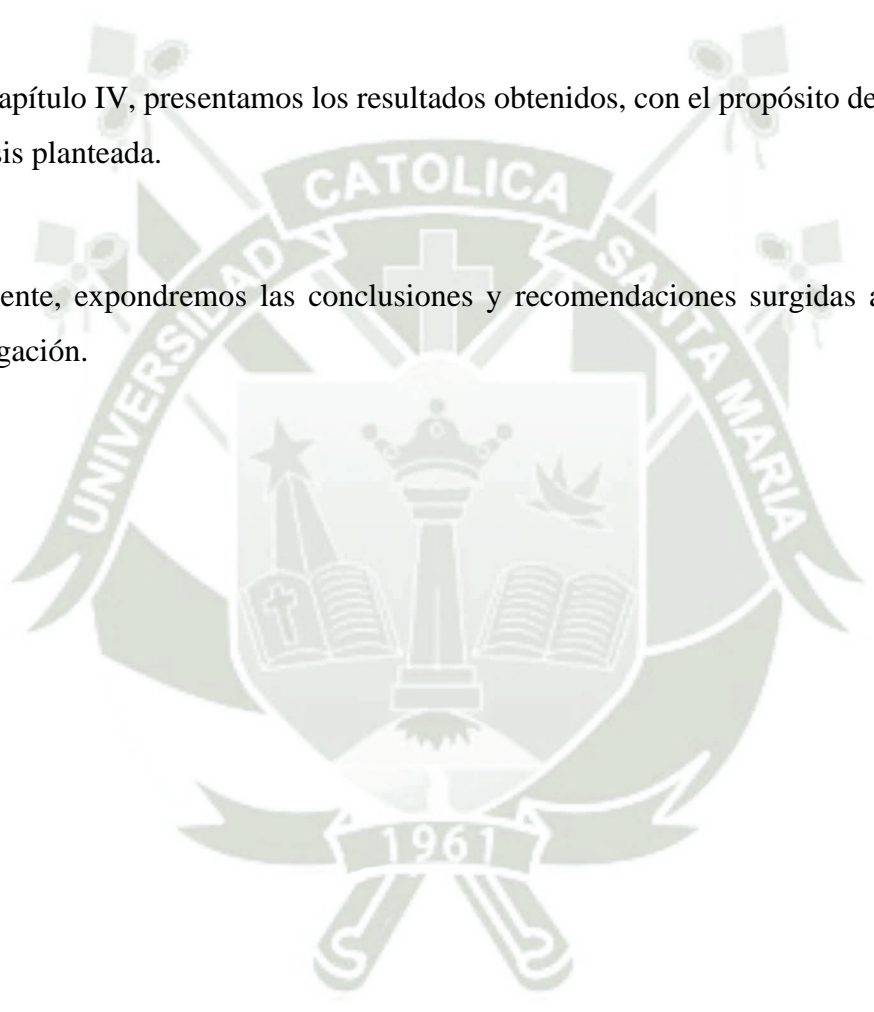 apítulo IV, presentamos los resultados obtenidos, con el propósito de
sis planteada.
UNIVERSIDAD CATOLICA SANTA MARIA
ente, expondremos las conclusiones y recomendaciones surgidas a
gación.
1961